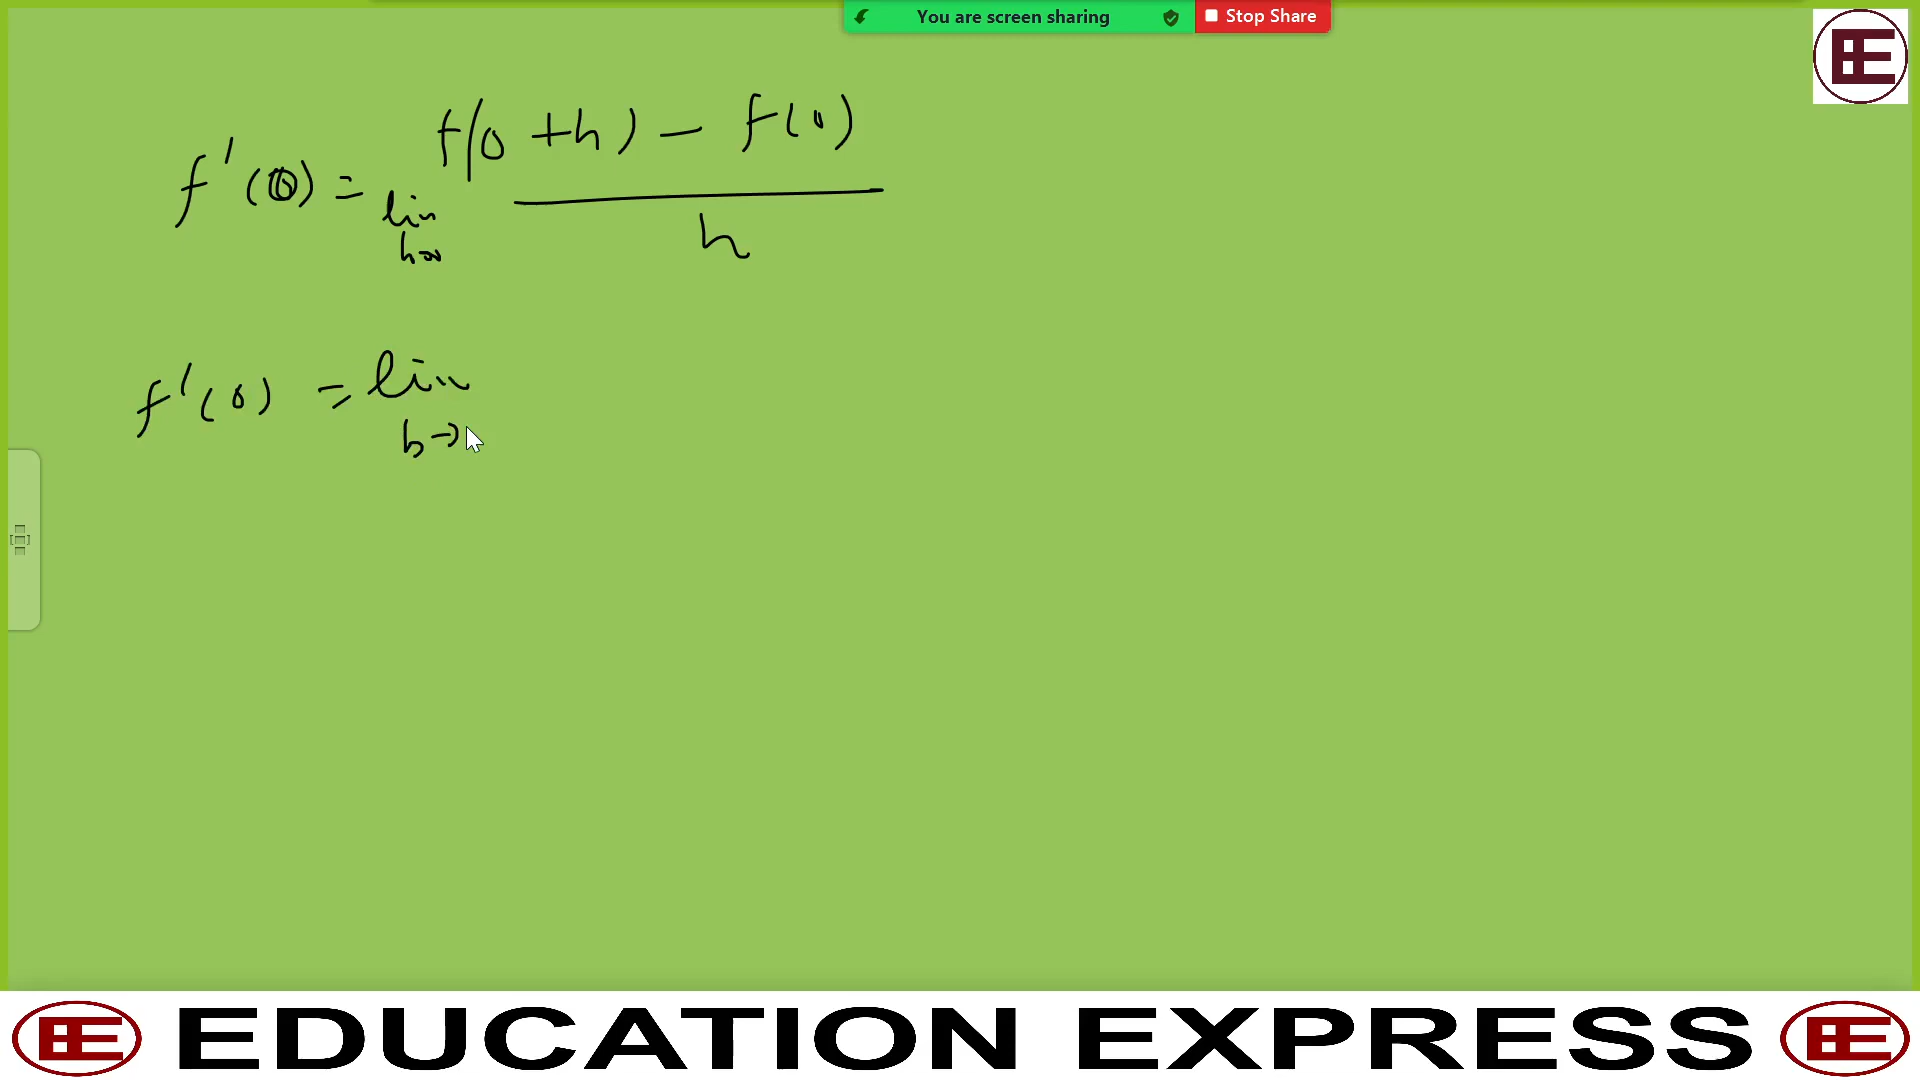 You are screen sharing Stop Share
f'(0) = lim h→0 f(0+h) - f(0)
h
f'(0) = lim
h→
EDUCATION EXPRESS